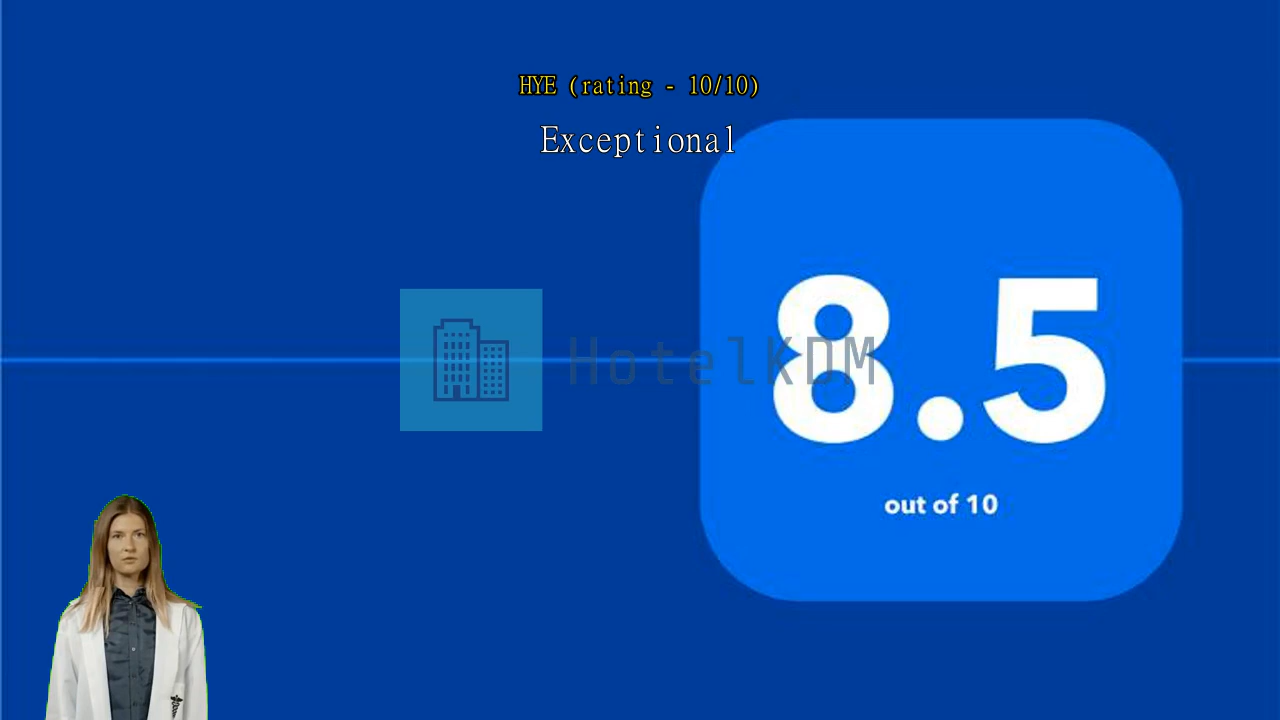 HYE (rating - 10/10)
Exceptional
HotelKDM
8.5
out of 10